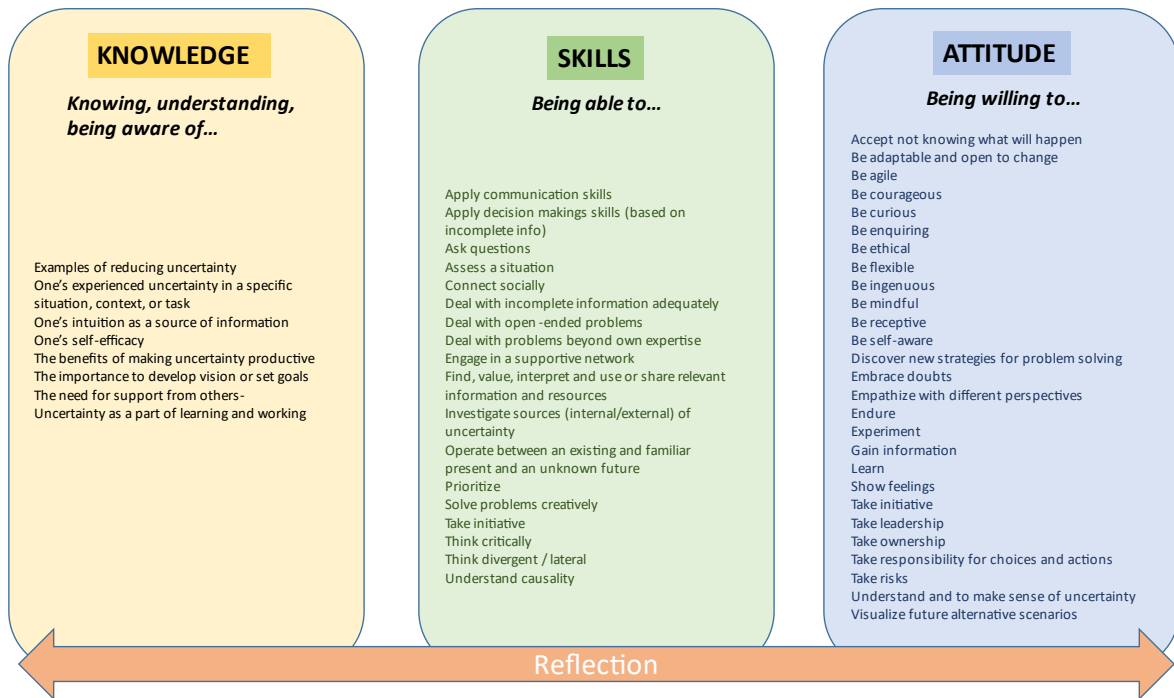 KNOWLEDGE
Knowing, understanding,
being aware of...
Examples of reducing uncertainty
One's experienced uncertainty in a specific
situation, context, or task
One's intuition as a source of information
One's self-efficacy
The benefits of making uncertainty productive
The importance to develop vision or set goals
The need for support from others-
Uncertainty as a part of learning and working
SKILLS
Being able to...
Apply communication skills
Apply decision makings skills (based on
incomplete info)
Ask questions
Assess a situation
Connect socially
Deal with incomplete information adequately
Deal with open -ended problems
Deal with problems beyond own expertise
Engage in a supportive network
Find, value, interpret and use or share relevant
information and resources
Investigate sources (internal/external) of
uncertainty
Operate between an existing and familiar
present and an unknown future
Prioritize
Solve problems creatively
Take initiative
Think critically
Think divergent / lateral
Understand causality
ATTITUDE
Being willing to...
Accept not knowing what will happen
Be adaptable and open to change
Be agile
Be courageous
Be curious
Be enquiring
Be ethical
Be flexible
Be ingenuous
Be mindful
Be receptive
Be self-aware
Discover new strategies for problem solving
Embrace doubts
Empathize with different perspectives
Endure
Experiment
Gain information
Learn
Show feelings
Take initiative
Take leadership
Take ownership
Take responsibility for choices and actions
Take risks
Understand and to make sense of uncertainty
Visualize future alternative scenarios
Reflection